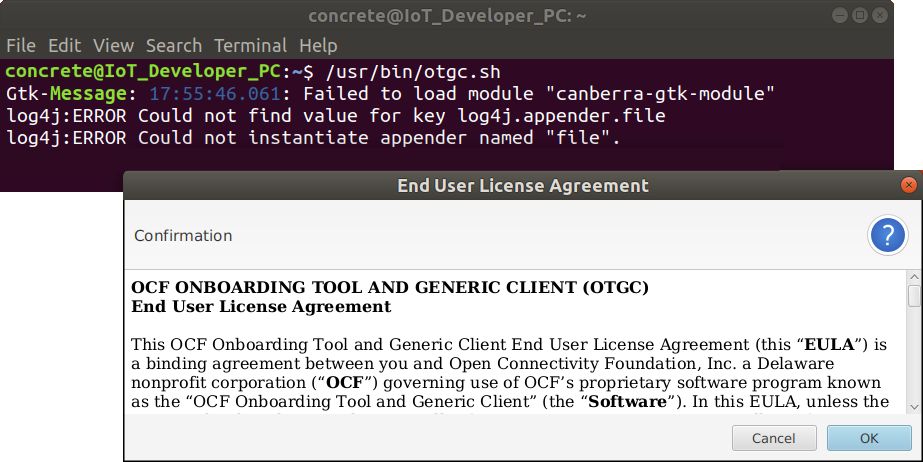 concrete@IoT_Developer_PC: ~
File Edit View Search Terminal Help
concrete@IoT_Developer_PC:~$ /usr/bin/otgc.sh
Gtk-Message: 17:55:46.061: Failed to load module "canberra-gtk-module"
log4j:ERROR Could not find value for key log4j.appender.file
log4j:ERROR Could not instantiate appender named "file".
End User License Agreement
Confirmation
?
OCF ONBOARDING TOOL AND GENERIC CLIENT (OTGC)
End User License Agreement
This OCF Onboarding Tool and Generic Client End User License Agreement (this “EULA”) is
a binding agreement between you and Open Connectivity Foundation, Inc. a Delaware
nonprofit corporation (“OCF”) governing use of OCF’s proprietary software program known
as the “OCF Onboarding Tool and Generic Client” (the “Software”). In this EULA, unless the
Cancel OK